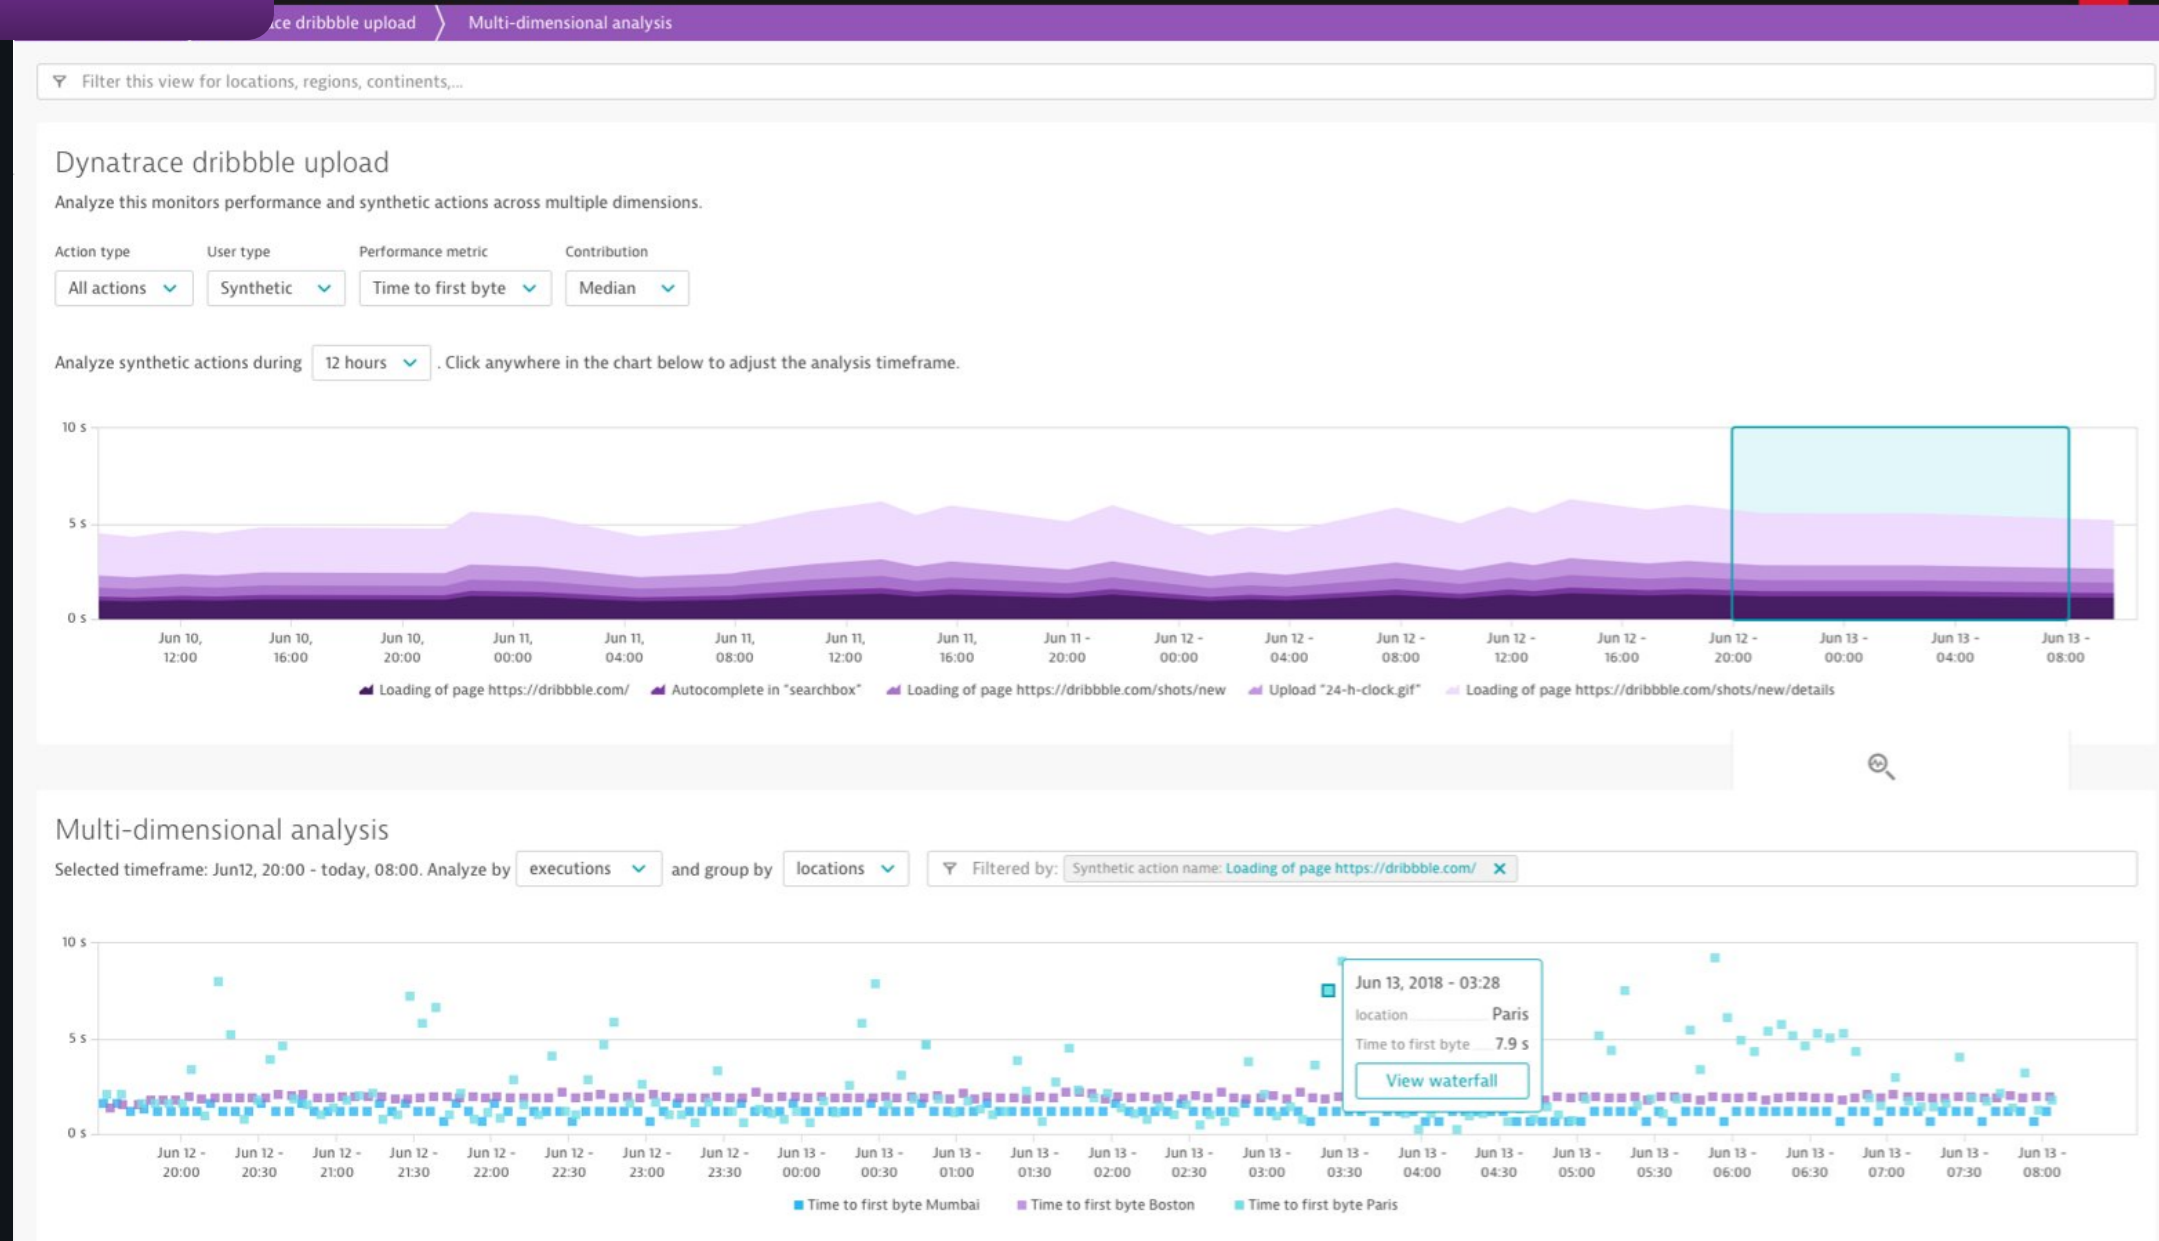 ce dribbble upload
Multi-dimensional analysis
Filter this view for locations, regions, continents,...
Dynatrace dribbble upload
Analyze this monitors performance and synthetic actions across multiple dimensions.
Action type User type Performance metric Contribution
All actions Synthetic Time to first byte Median
Analyze synthetic actions during 12 hours . Click anywhere in the chart below to adjust the analysis timeframe.
10 s
5 s
0 s
Jun 10, Jun 10, Jun 10, Jun 11, Jun 11, Jun 11, Jun 11, Jun 11, Jun 11 - Jun 12 - Jun 12 - Jun 12 - Jun 12 - Jun 12 - Jun 12 - Jun 13 - Jun 13 - Jun 13 -
12:00 16:00 20:00 00:00 04:00 08:00 12:00 16:00 20:00 00:00 04:00 08:00 12:00 16:00 20:00 00:00 04:00 08:00
Loading of page https://dribbble.com/ Autocomplete in "searchbox" Loading of page https://dribbble.com/shots/new Upload "24-h-clock.gif" Loading of page https://dribbble.com/shots/new/details
Multi-dimensional analysis
Selected timeframe: Jun12, 20:00 - today, 08:00. Analyze by executions and group by locations Filtered by: Synthetic action name: Loading of page https://dribbble.com/
10 s
5 s
0 s
Jun 13, 2018 - 03:28
location Paris
Time to first byte 7.9 s
View waterfall
Jun 12 - Jun 12 - Jun 12 - Jun 12 - Jun 12 - Jun 12 - Jun 12 - Jun 12 - Jun 13 - Jun 13 - Jun 13 - Jun 13 - Jun 13 - Jun 13 - Jun 13 - Jun 13 - Jun 13 - Jun 13 - Jun 13 - Jun 13 - Jun 13 - Jun 13 - Jun 13 - Jun 13 - Jun 13 -
20:00 20:30 21:00 21:30 22:00 22:30 23:00 23:30 00:00 00:30 01:00 01:30 02:00 02:30 03:00 03:30 04:00 04:30 05:00 05:30 06:00 06:30 07:00 07:30 08:00
Time to first byte Mumbai Time to first byte Boston Time to first byte Paris